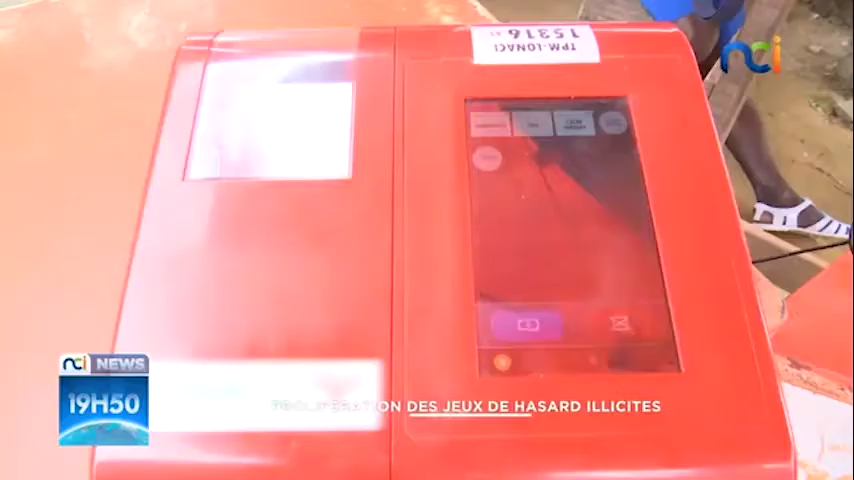 TPM-LONACI
15316
nci
nci NEWS
19H50
PROLIFÉRATION DES JEUX DE HASARD ILLICITES